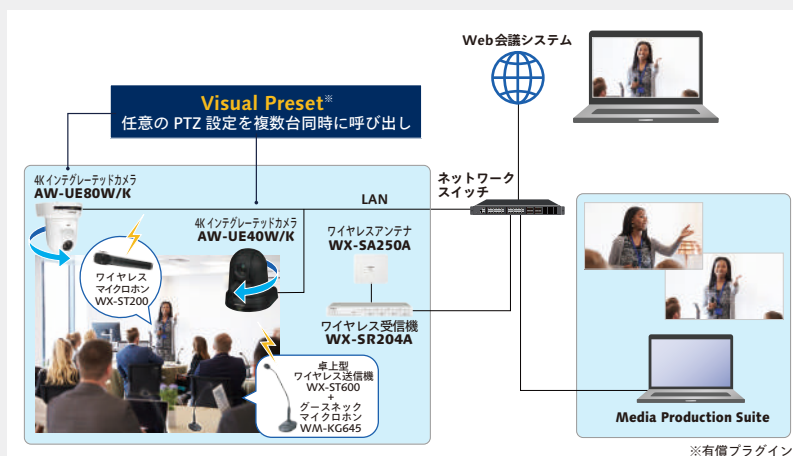 Web会議システム
Visual Preset※
任意の PTZ 設定を複数台同時に呼び出し
4K インテグレーテッドカメラ
AW-UE80W/K
4K インテグレーテッドカメラ
AW-UE40W/K
LAN
ネットワーク
スイッチ
ワイヤレスアンテナ
WX-SA250A
ワイヤレス
マイクロホン
WX-ST200
ワイヤレス受信機
WX-SR204A
卓上型
ワイヤレス送信機
WX-ST600
+
グースネック
マイクロホン
WM-KG645
Media Production Suite
※有償プラグイン